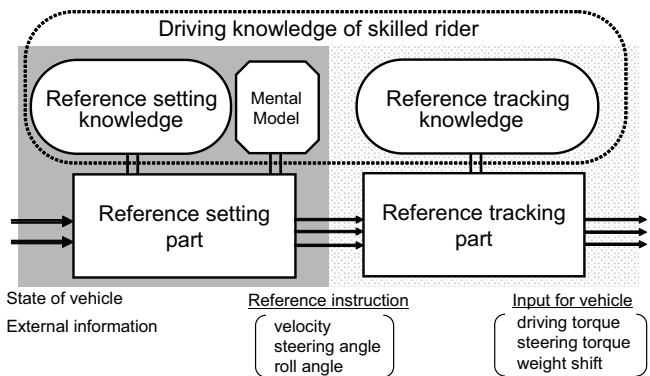 Driving knowledge of skilled rider
Reference setting
knowledge
Mental
Model
Reference tracking
knowledge
Reference setting
part
Reference tracking
part
State of vehicle
External information
Reference instruction
velocity
steering angle
roll angle
Input for vehicle
driving torque
steering torque
weight shift